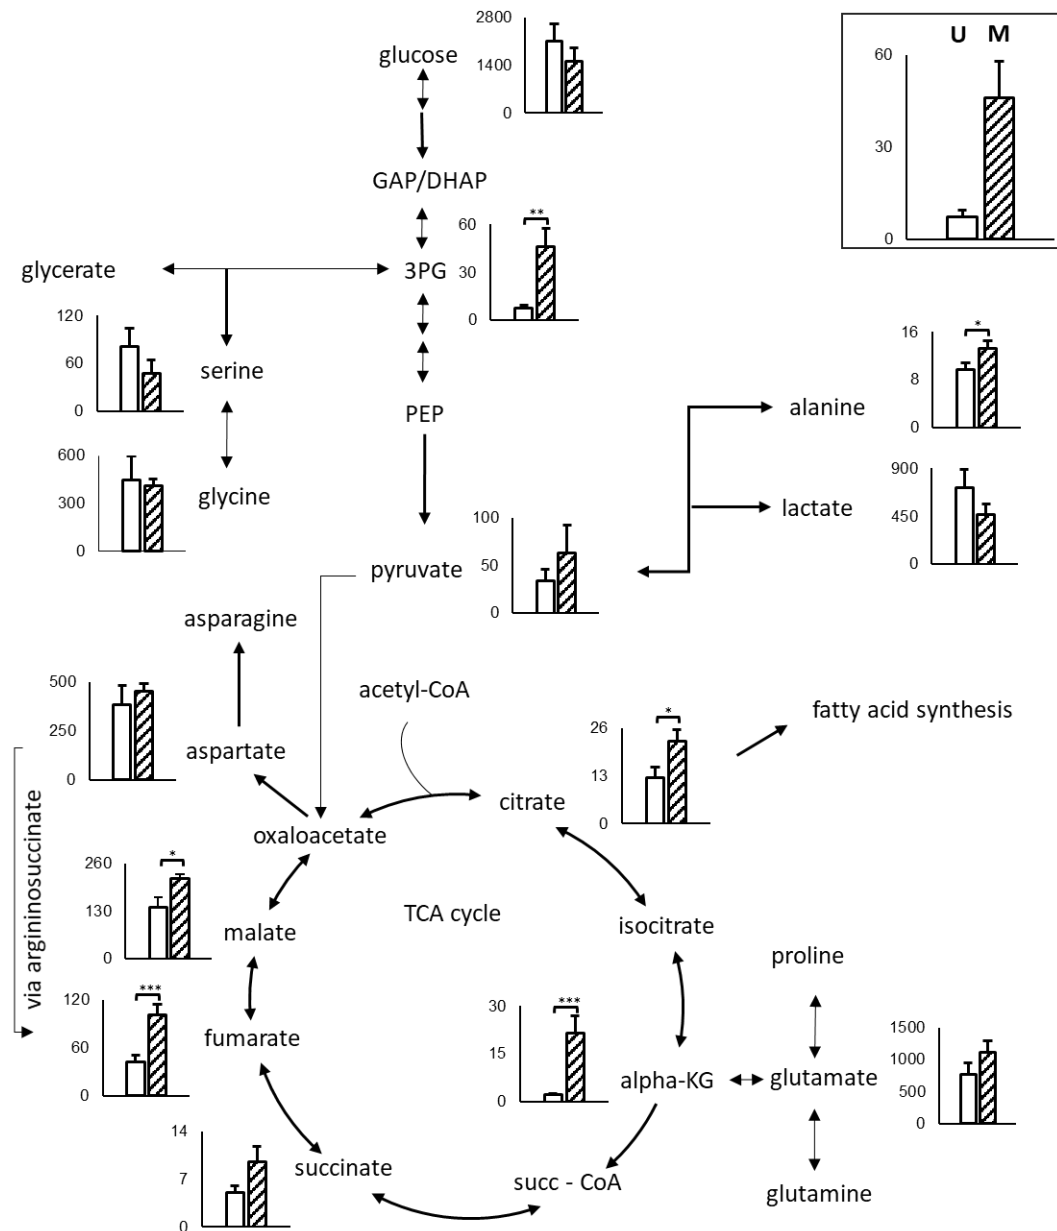 2800
1400
0
glucose
U M
60
30
0
GAP/DHAP
**
60
30
0
glycerate
3PG
120
60
0
serine
*
16
8
0
alanine
PEP
600
300
0
glycine
900
450
0
lactate
100
50
0
pyruvate
asparagine
500
250
0
aspartate
acetyl-CoA
*
26
13
0
fatty acid synthesis
citrate
oxaloacetate
via argininosuccinate
*
260
130
0
malate
TCA cycle
isocitrate
proline
***
120
60
0
fumarate
***
30
15
0
alpha-KG
glutamate
1500
1000
500
0
14
7
0
succinate
succ - CoA
glutamine